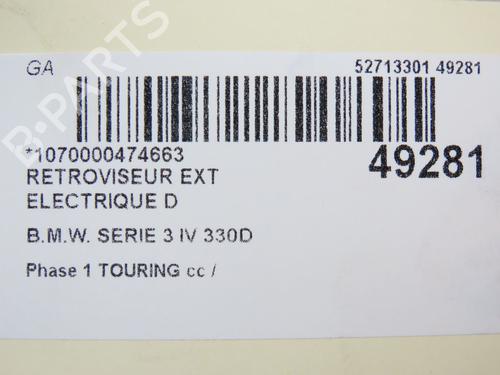 B-PARTS
GA 52713301 49281
*1070000474663 49281
RETROVISEUR EXT
ELECTRIQUE D
B.M.W. SERIE 3 IV 330D
Phase 1 TOURING cc /